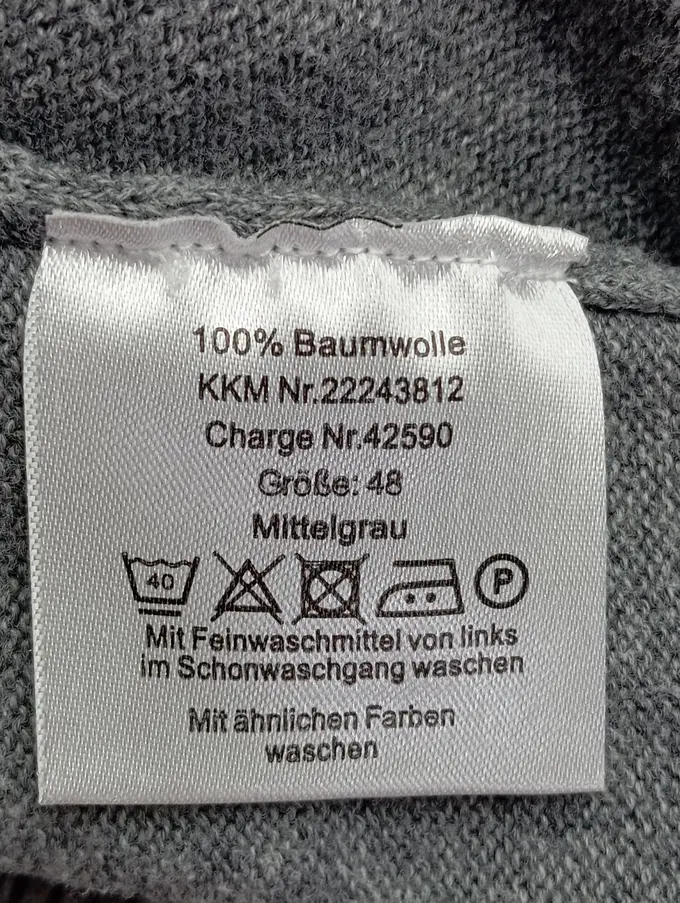 100% Baumwolle
KKM Nr.22243812
Charge Nr.42590
Größe: 48
Mittelgrau
40 P
Mit Feinwaschmittel von links
im Schonwaschgang waschen
Mit ähnlichen Farben
waschen